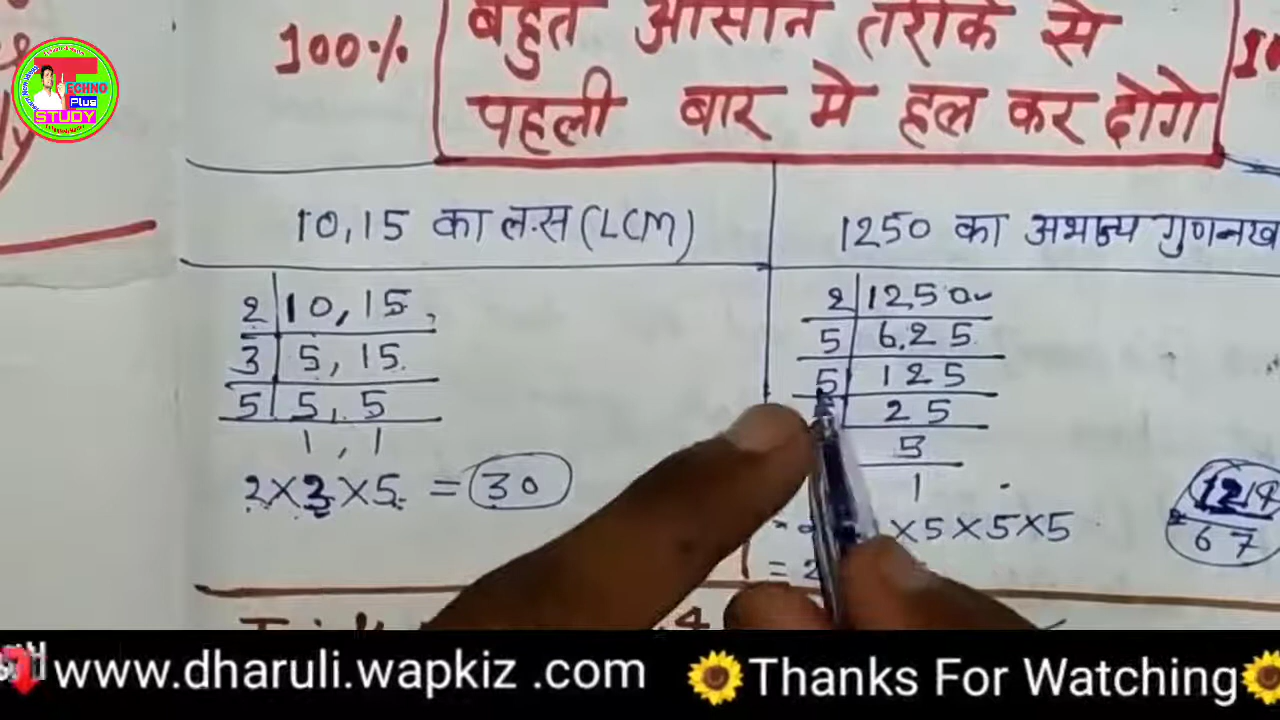 100%
बहुत आसान तरीके से
पहली बार मे हल कर दोगे
TECHNO
Plus
STUDY
10,15 का ल.स (LCM)
2 | 10, 15
3 | 5, 15
5 | 5, 5
1, 1
2×3×5 = 30
1250 का अभाज्य गुणनख
2 | 1250
5 | 625
5 | 125
25
5
1
×5×5×5
= 2
67
www.dharuli.wapkiz .com
🌻Thanks For Watching🌻